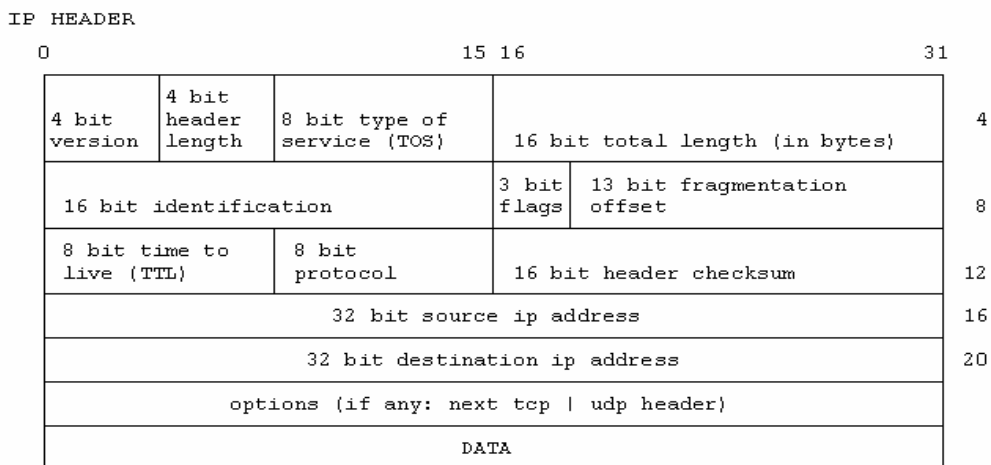 IP HEADER
0 15 16 31
4 bit version
4 bit header length
8 bit type of service (TOS)
16 bit total length (in bytes)
4
16 bit identification
3 bit flags
13 bit fragmentation offset
8
8 bit time to live (TTL)
8 bit protocol
16 bit header checksum
12
32 bit source ip address
16
32 bit destination ip address
20
options (if any: next tcp | udp header)
DATA